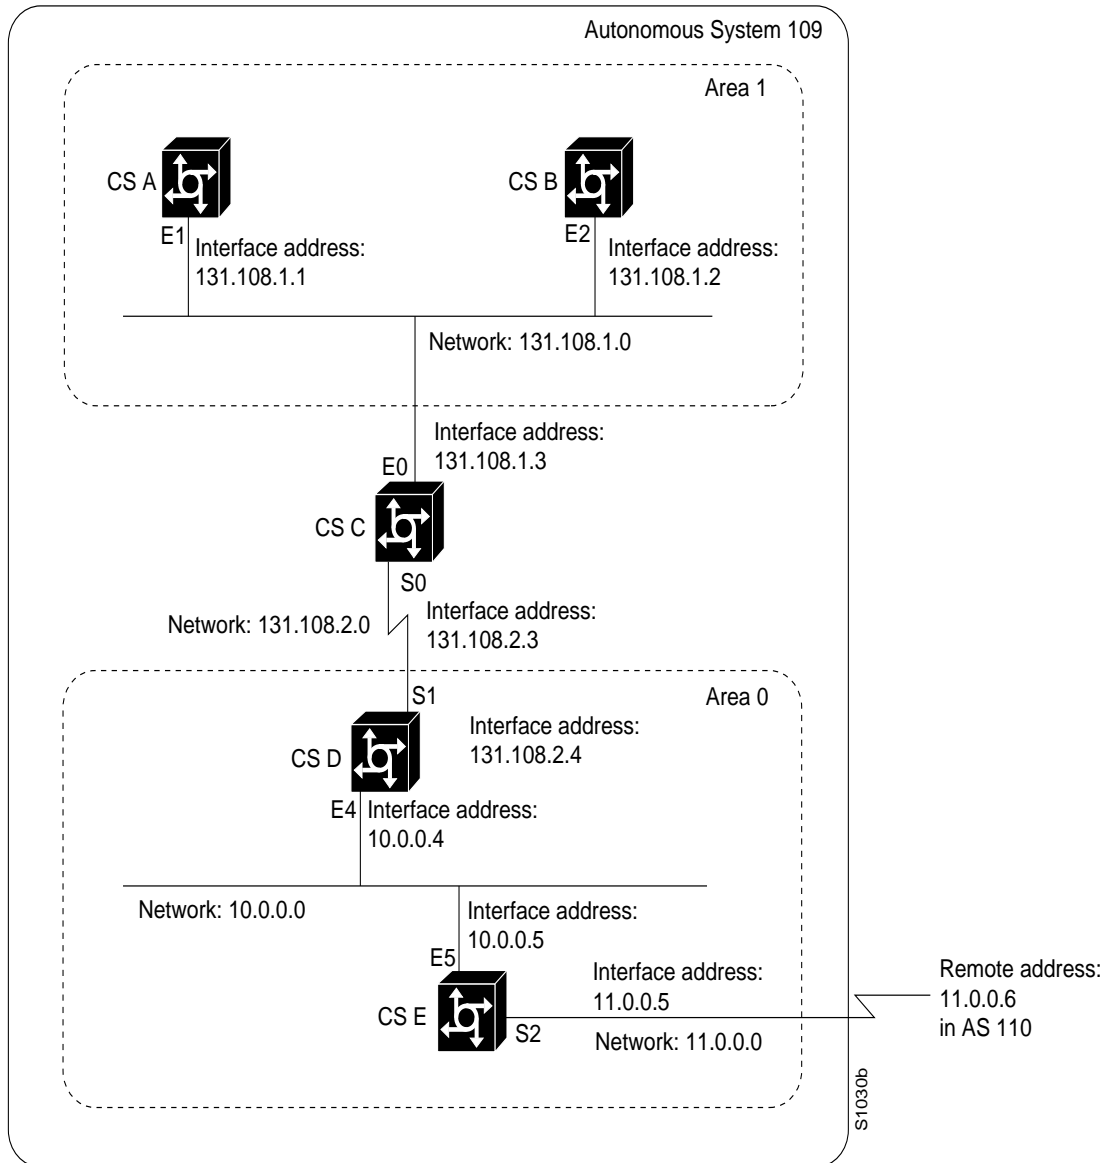 Autonomous System 109
Area 1
CS A
CS B
E1
Interface address:
131.108.1.1
E2
Interface address:
131.108.1.2
Network: 131.108.1.0
Interface address:
131.108.1.3
E0
CS C
S0
Network: 131.108.2.0
Interface address:
131.108.2.3
Area 0
S1
Interface address:
131.108.2.4
CS D
E4
Interface address:
10.0.0.4
Network: 10.0.0.0
Interface address:
10.0.0.5
E5
CS E
S2
Interface address:
11.0.0.5
Network: 11.0.0.0
Remote address:
11.0.0.6
in AS 110
S1030b